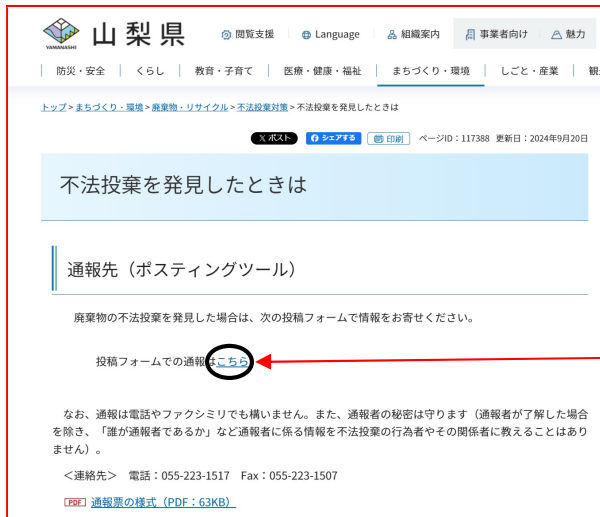 YAMANASHI
山梨県
閲覧支援 Language 組織案内 事業者向け 魅力
防災・安全 くらし 教育・子育て 医療・健康・福祉 まちづくり・環境 しごと・産業 観
トップ > まちづくり・環境 > 廃棄物・リサイクル > 不法投棄対策 > 不法投棄を発見したときは
X ポスト シェアする 印刷 ページID：117388 更新日：2024年9月20日
不法投棄を発見したときは
通報先（ポスティングツール）
廃棄物の不法投棄を発見した場合は、次の投稿フォームで情報をお寄せください。
投稿フォームでの通報はこちら
なお、通報は電話やファクシミリでも構いません。また、通報者の秘密は守ります（通報者が了解した場合
を除き、「誰が通報者であるか」など通報者に係る情報を不法投棄の行為者やその関係者に教えることはあり
ません）。
＜連絡先＞ 電話：055-223-1517 Fax：055-223-1507
PDF 通報票の様式（PDF：63KB）